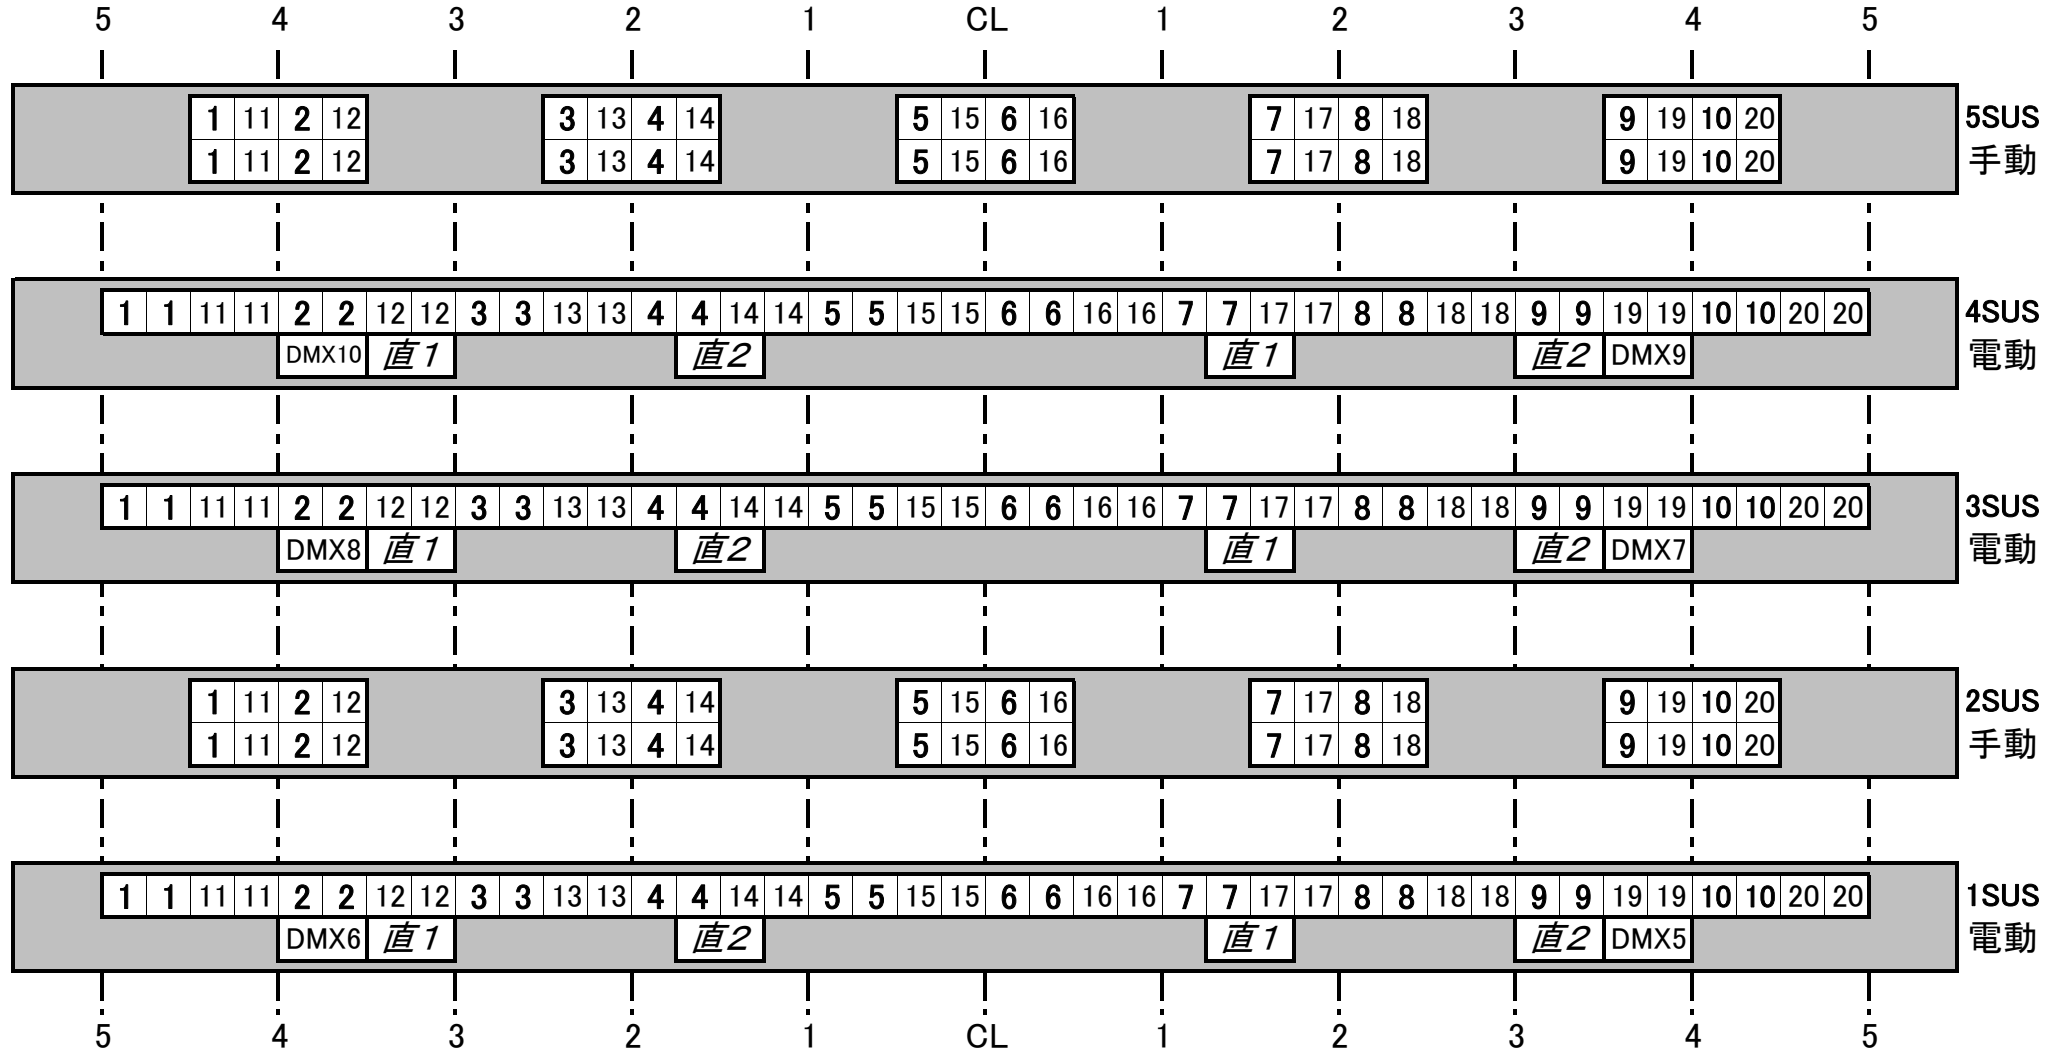 5 4 3 2 1 CL 1 2 3 4 5
1 11 2 12 3 13 4 14 5 15 6 16 7 17 8 18 9 19 10 20 5SUS
1 11 2 12 3 13 4 14 5 15 6 16 7 17 8 18 9 19 10 20 手動
1 1 11 11 2 2 12 12 3 3 13 13 4 4 14 14 5 5 15 15 6 6 16 16 7 7 17 17 8 8 18 18 9 9 19 19 10 10 20 20 4SUS
DMX10 直1 直2 直1 直2 DMX9 電動
1 1 11 11 2 2 12 12 3 3 13 13 4 4 14 14 5 5 15 15 6 6 16 16 7 7 17 17 8 8 18 18 9 9 19 19 10 10 20 20 3SUS
DMX8 直1 直2 直1 直2 DMX7 電動
1 11 2 12 3 13 4 14 5 15 6 16 7 17 8 18 9 19 10 20 2SUS
1 11 2 12 3 13 4 14 5 15 6 16 7 17 8 18 9 19 10 20 手動
1 1 11 11 2 2 12 12 3 3 13 13 4 4 14 14 5 5 15 15 6 6 16 16 7 7 17 17 8 8 18 18 9 9 19 19 10 10 20 20 1SUS
DMX6 直1 直2 直1 直2 DMX5 電動
5 4 3 2 1 CL 1 2 3 4 5